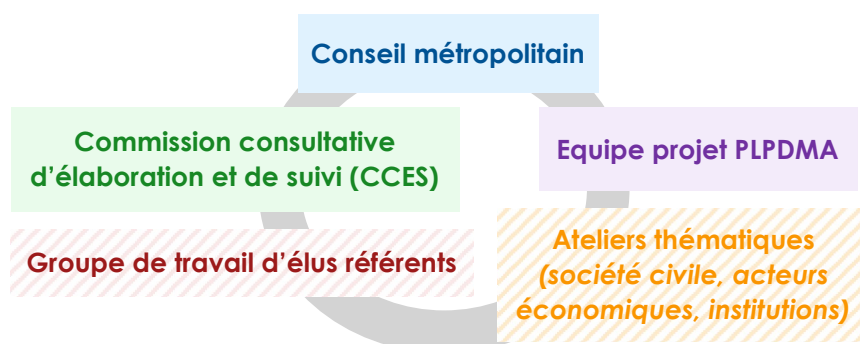 Conseil métropolitain
Commission consultative
d’élaboration et de suivi (CCES)
Equipe projet PLPDMA
Groupe de travail d’élus référents
Ateliers thématiques
(société civile, acteurs
économiques, institutions)